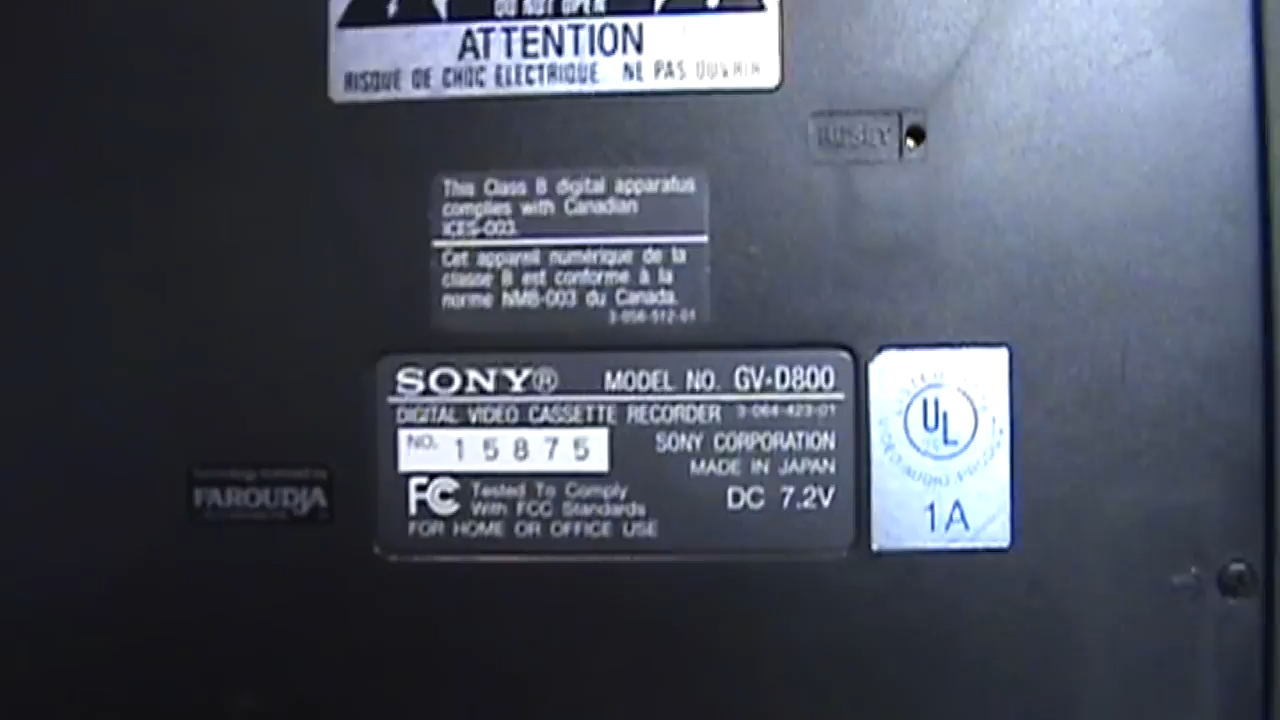 DO NOT OPEN
ATTENTION
RISQUE DE CHOC ELECTRIQUE NE PAS OUVRIR
RESET
This Class B digital apparatus
complies with Canadian
ICES-003.
Cet appareil numérique de la
classe B est conforme à la
norme NMB-003 du Canada.
3-056-512-01
SONY® MODEL NO. GV-D800
DIGITAL VIDEO CASSETTE RECORDER 3-064-423-01
NO. 15875 SONY CORPORATION
MADE IN JAPAN
FC Tested To Comply
With FCC Standards
DC 7.2V
FOR HOME OR OFFICE USE
FAROUDJA
UL
1A